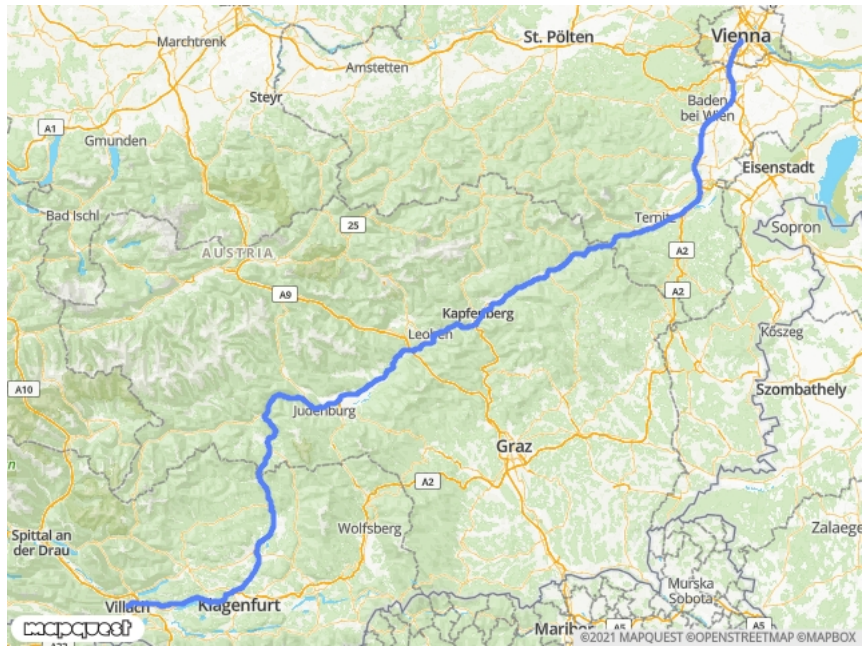 Marchtrenk
St. Pölten
Vienna
Amstetten
Steyr
Baden
bei Wien
A1
Gmunden
Eisenstadt
Bad Ischl
25
Ternitz
Sopron
AUSTRIA
A2
A9
A2
Kapfenberg
Leoben
Kőszeg
A10
Szombathely
Judenburg
Graz
A2
Spittal an
der Drau
Wolfsberg
Zalaege
Villach
Klagenfurt
Murska
Sobota
mapquest
Maribor
A5
A5
©2021 MAPQUEST ©OPENSTREETMAP ©MAPBOX